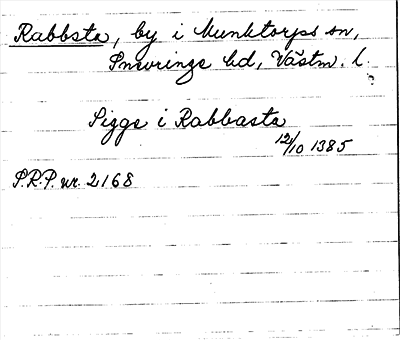 Rabbsta, by i Munktorps sn,
Snevringe hd, Västm. l.
?
Sigge i Rabbasta
12/10 1385
S.R.P. nr. 2168